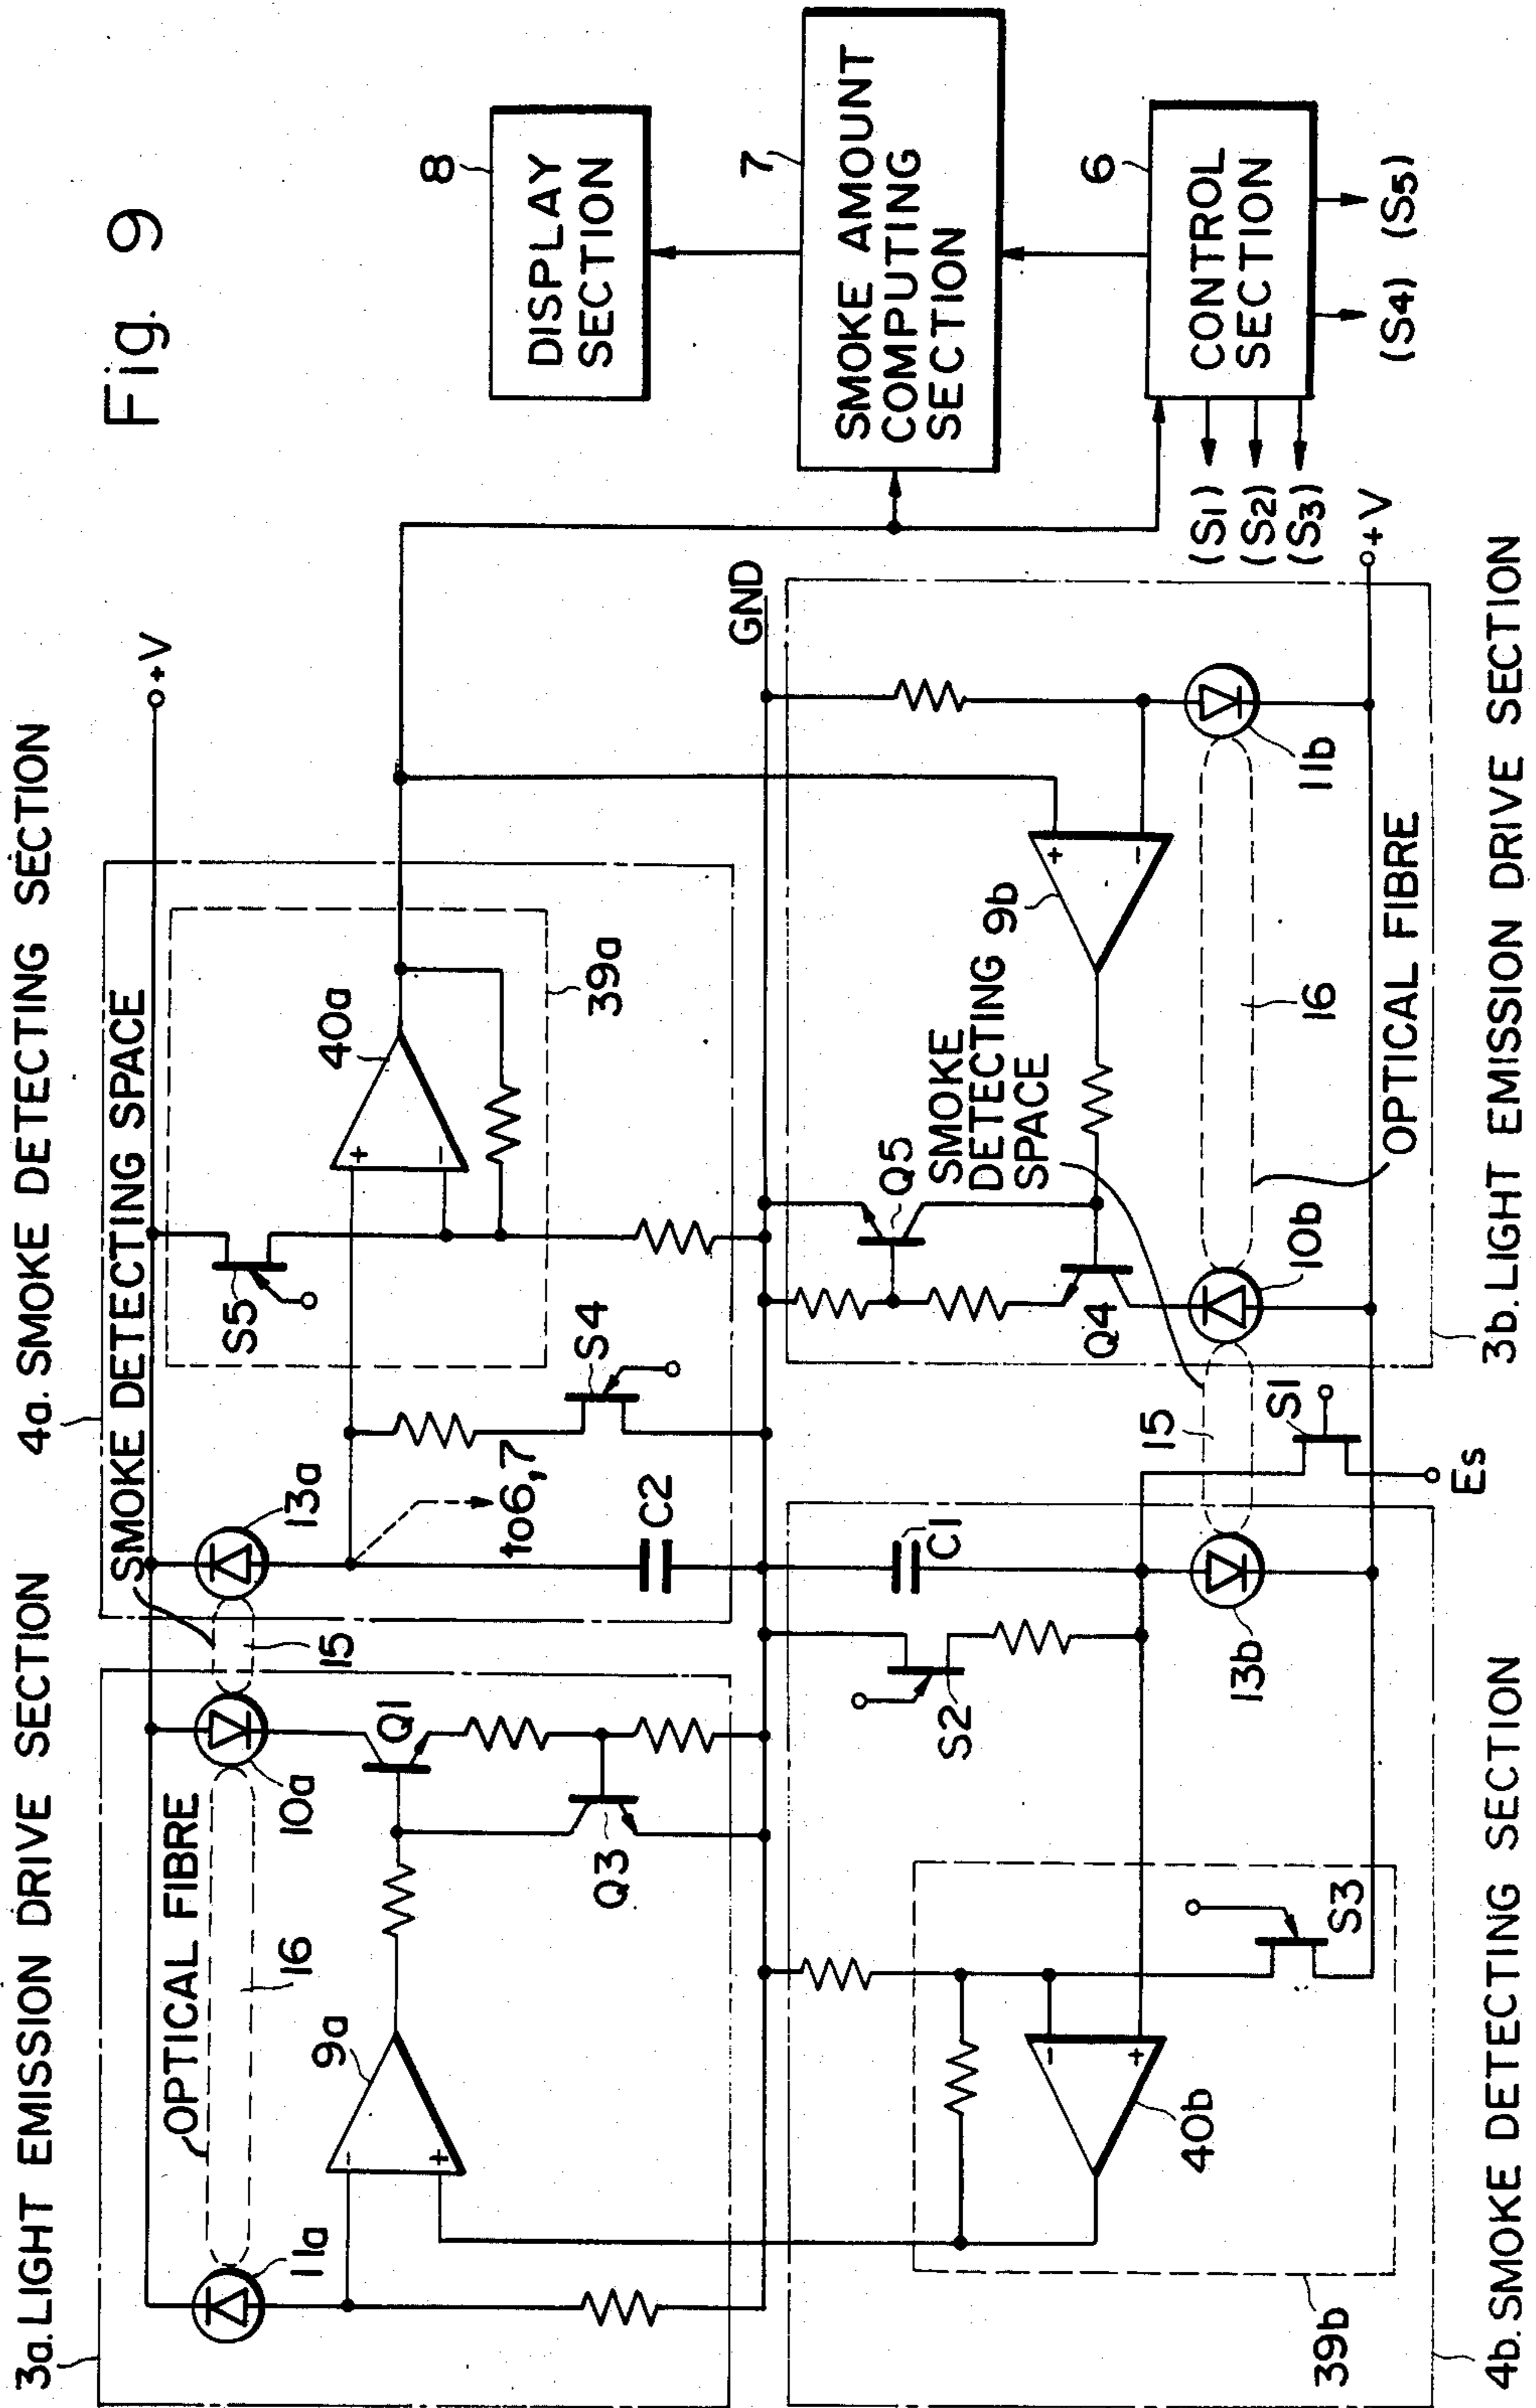 Fig. 9
3a. LIGHT EMISSION DRIVE SECTION
4a. SMOKE DETECTING SECTION
SMOKE DETECTING SPACE
+V
OPTICAL FIBRE
11a
16
10a
15
13a
S5
40a
39a
+
-
9a
-
+
Q1
Q3
to 6,7
S4
C2
GND
8
DISPLAY
SECTION
7
SMOKE AMOUNT
COMPUTING
SECTION
6
CONTROL
SECTION
(S1)
(S2)
(S3)
(S4)
(S5)
39b
40b
-
+
S3
S2
C1
13b
15
S1
Es
Q5
Q4
SMOKE
DETECTING
SPACE
9b
+
-
10b
16
11b
OPTICAL FIBRE
+V
4b. SMOKE DETECTING SECTION
3b. LIGHT EMISSION DRIVE SECTION